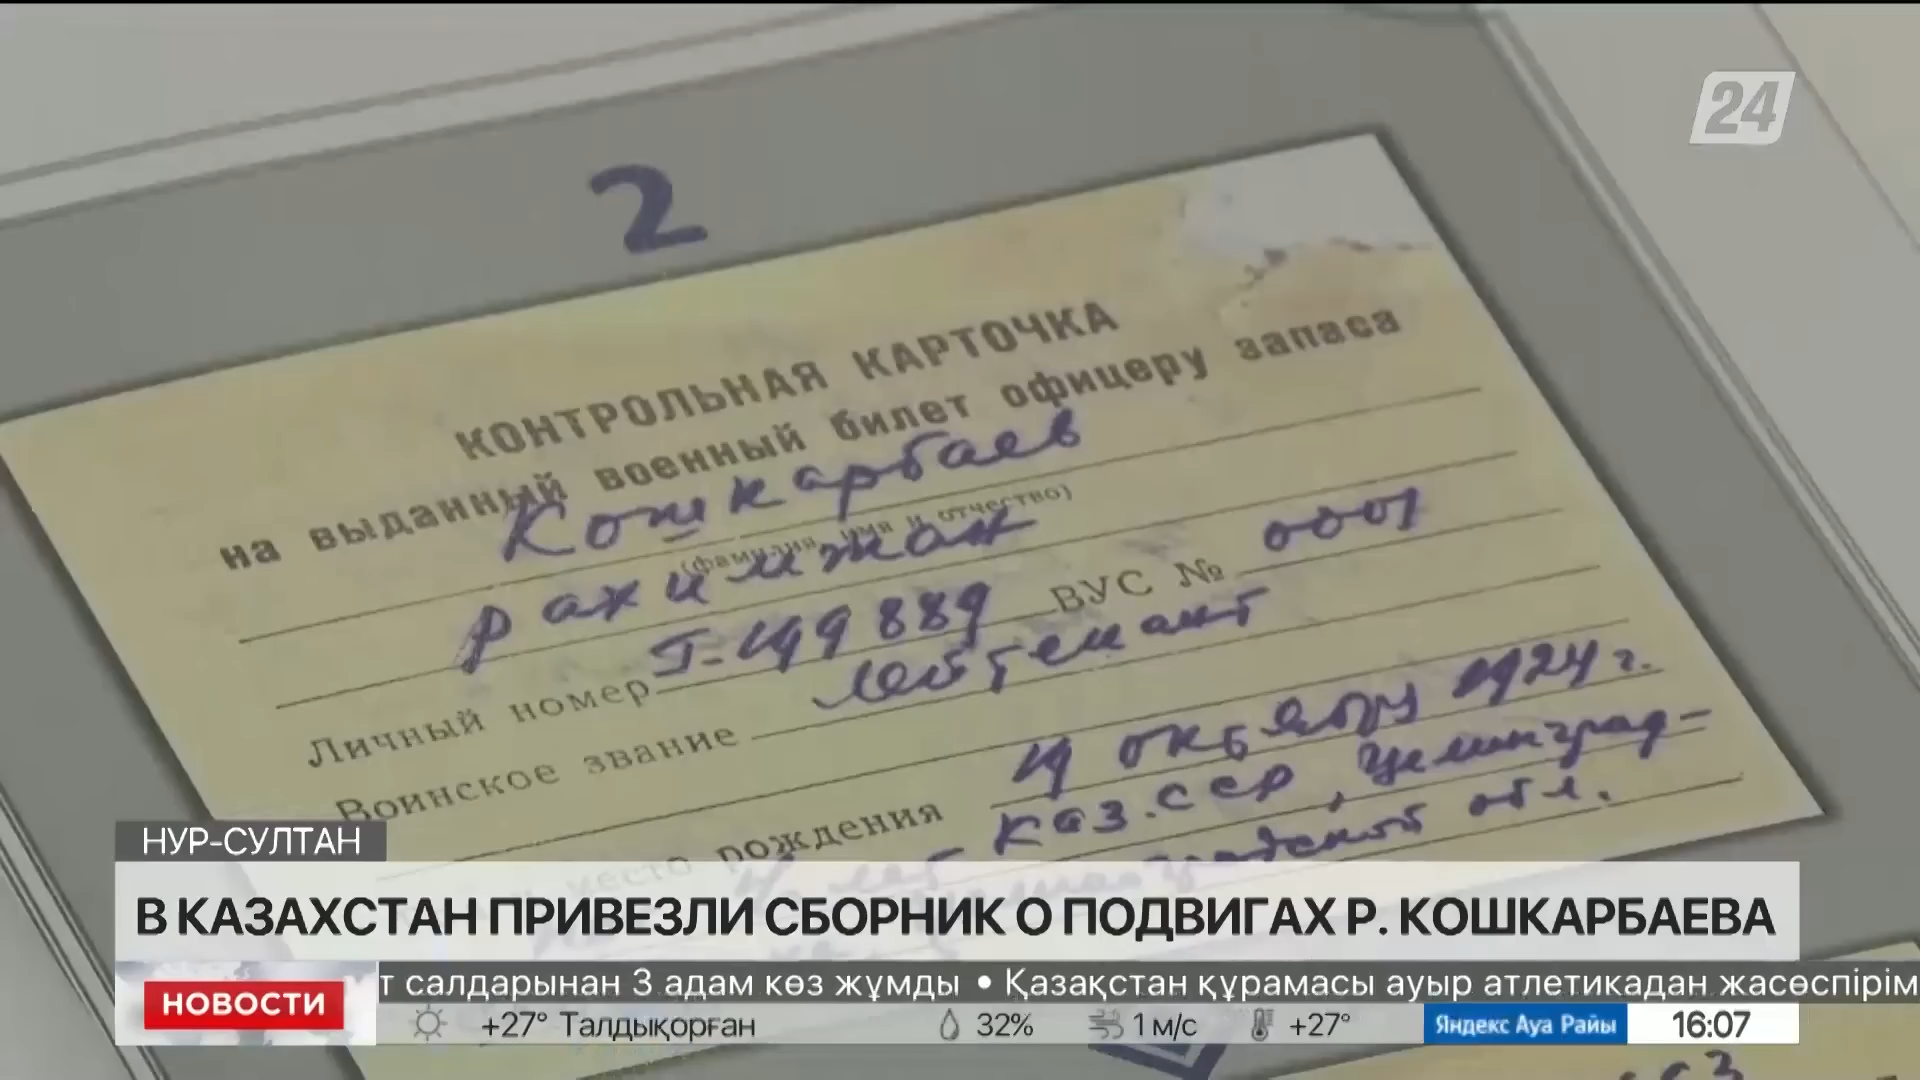 24
2
КОНТРОЛЬНАЯ КАРТОЧКА
на выданный военный билет офицеру запаса
Кошкарбаев
(фамилия, имя и отчество)
Рахимжан
Личный номер I-199889 ВУС № 0001
Воинское звание лейтенант
место рождения 19 октября 1924 г.
Каз. ССР, Целинград-
обл.
НУР-СУЛТАН
В КАЗАХСТАН ПРИВЕЗЛИ СБОРНИК О ПОДВИГАХ Р. КОШКАРБАЕВА
НОВОСТИ
т салдарынан 3 адам көз жұмды • Қазақстан құрамасы ауыр атлетикадан жасөспірім
+27° Талдықорған 32% 1 м/с +27° Яндекс Ауа Райы 16:07